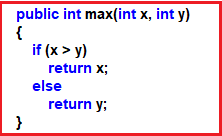 public int max(int x, int y)
{
if (x > y)
return x;
else
return y;
}